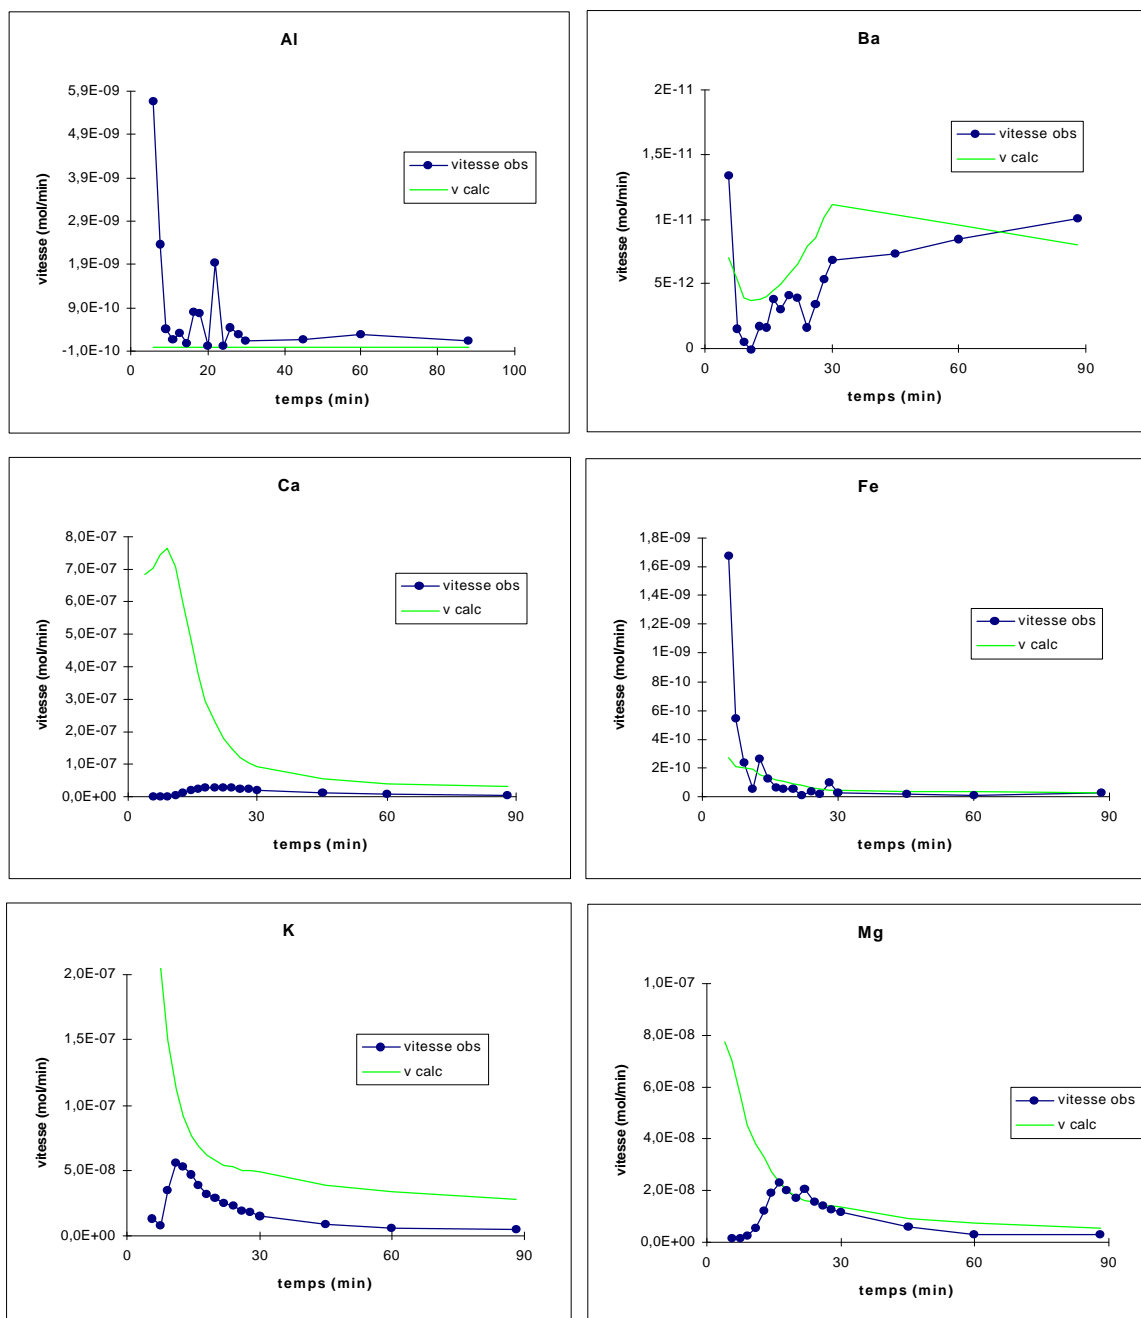 Al
5,9E-09
4,9E-09
3,9E-09
2,9E-09
1,9E-09
9,0E-10
-1,0E-10
0 20 40 60 80 100
vitesse (mol/min)
temps (min)
vitesse obs
v calc
Ba
2E-11
1,5E-11
1E-11
5E-12
0
0 30 60 90
vitesse (mol/min)
temps (min)
vitesse obs
v calc
Ca
8,0E-07
7,0E-07
6,0E-07
5,0E-07
4,0E-07
3,0E-07
2,0E-07
1,0E-07
0,0E+00
0 30 60 90
vitesse (mol/min)
temps (min)
vitesse obs
v calc
Fe
1,8E-09
1,6E-09
1,4E-09
1,2E-09
1E-09
8E-10
6E-10
4E-10
2E-10
0
0 30 60 90
vitesse (mol/min)
temps (min)
vitesse obs
v calc
K
2,0E-07
1,5E-07
1,0E-07
5,0E-08
0,0E+00
0 30 60 90
vitesse (mol/min)
temps (min)
vitesse obs
v calc
Mg
1,0E-07
8,0E-08
6,0E-08
4,0E-08
2,0E-08
0,0E+00
0 30 60 90
vitesse (mol/min)
temps (min)
vitesse obs
v calc